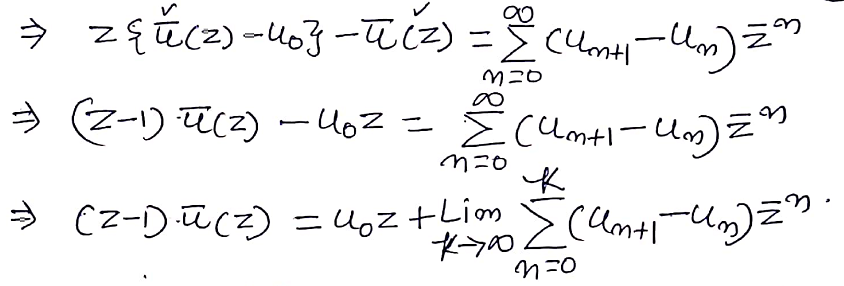 ⇒ z{ū(z) - u₀} - ū(z) = ∑_{n=0}^{∞} (u_{n+1} - u_n) z^{-n}
⇒ (z-1) ū(z) - u₀z = ∑_{n=0}^{∞} (u_{n+1} - u_n) z^{-n}
⇒ (z-1) ū(z) = u₀z + Lim_{k→∞} ∑_{n=0}^{k} (u_{n+1} - u_n) z^{-n}.